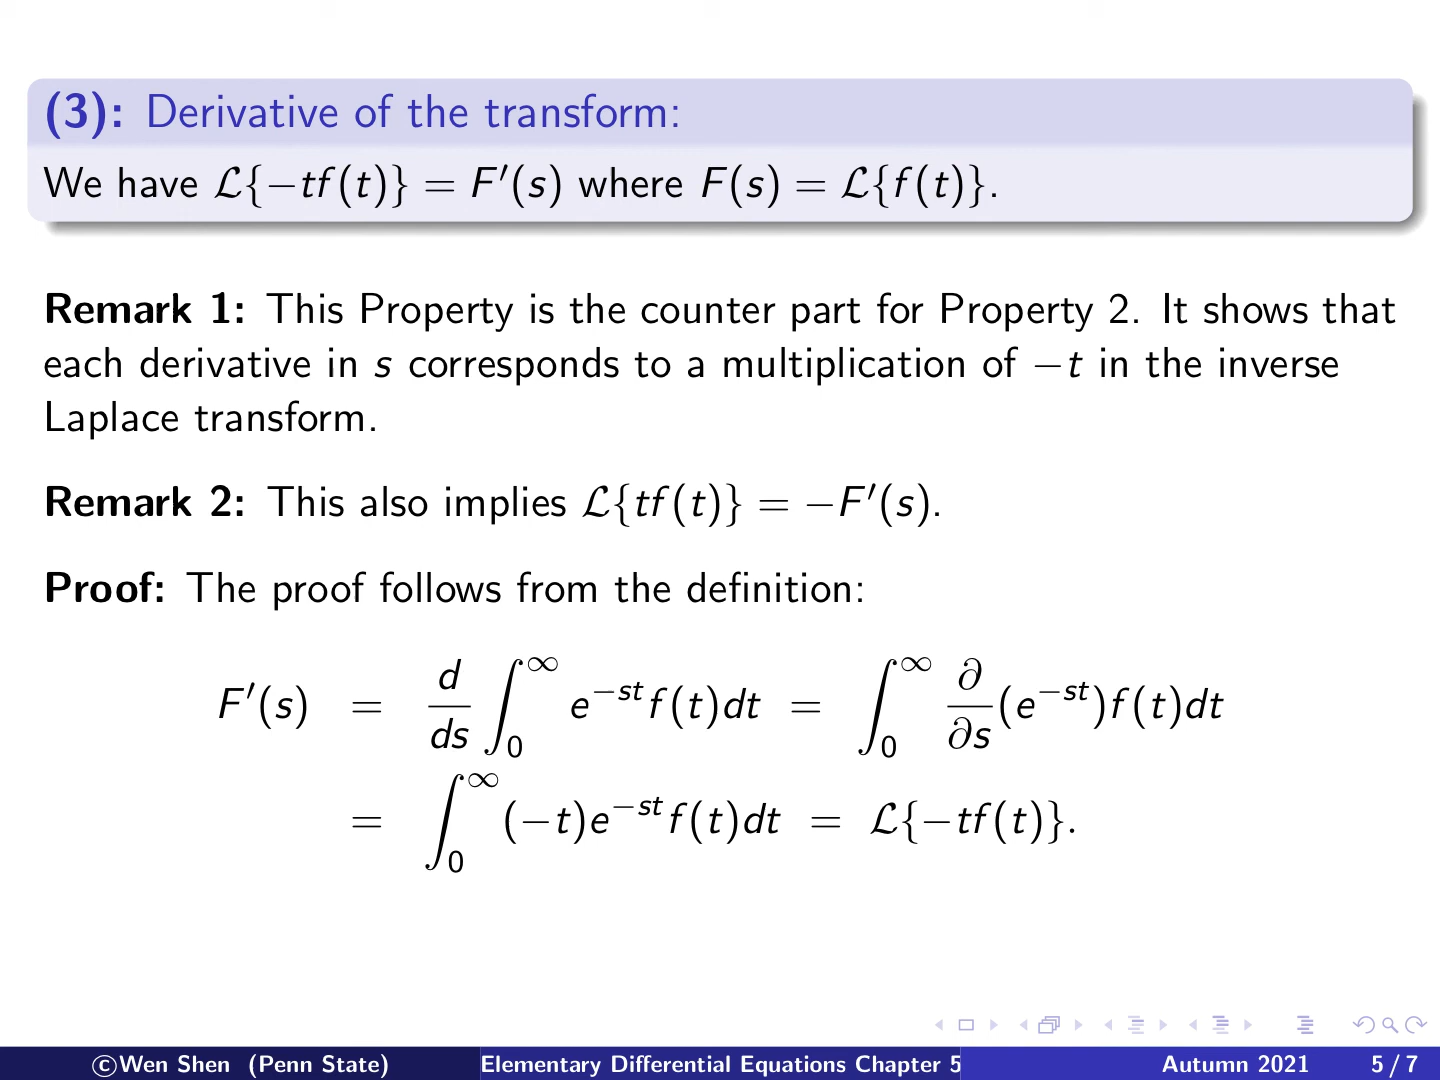 (3): Derivative of the transform:
We have ℒ{−tf(t)} = F′(s) where F(s) = ℒ{f(t)}.
Remark 1: This Property is the counter part for Property 2. It shows that
each derivative in s corresponds to a multiplication of −t in the inverse
Laplace transform.
Remark 2: This also implies ℒ{tf(t)} = −F′(s).
Proof: The proof follows from the definition:
F′(s) = d/ds ∫₀^∞ e^{−st} f(t)dt = ∫₀^∞ ∂/∂s (e^{−st})f(t)dt
= ∫₀^∞ (−t)e^{−st} f(t)dt = ℒ{−tf(t)}.
©Wen Shen (Penn State) Elementary Differential Equations Chapter 5 Autumn 2021 5 / 7